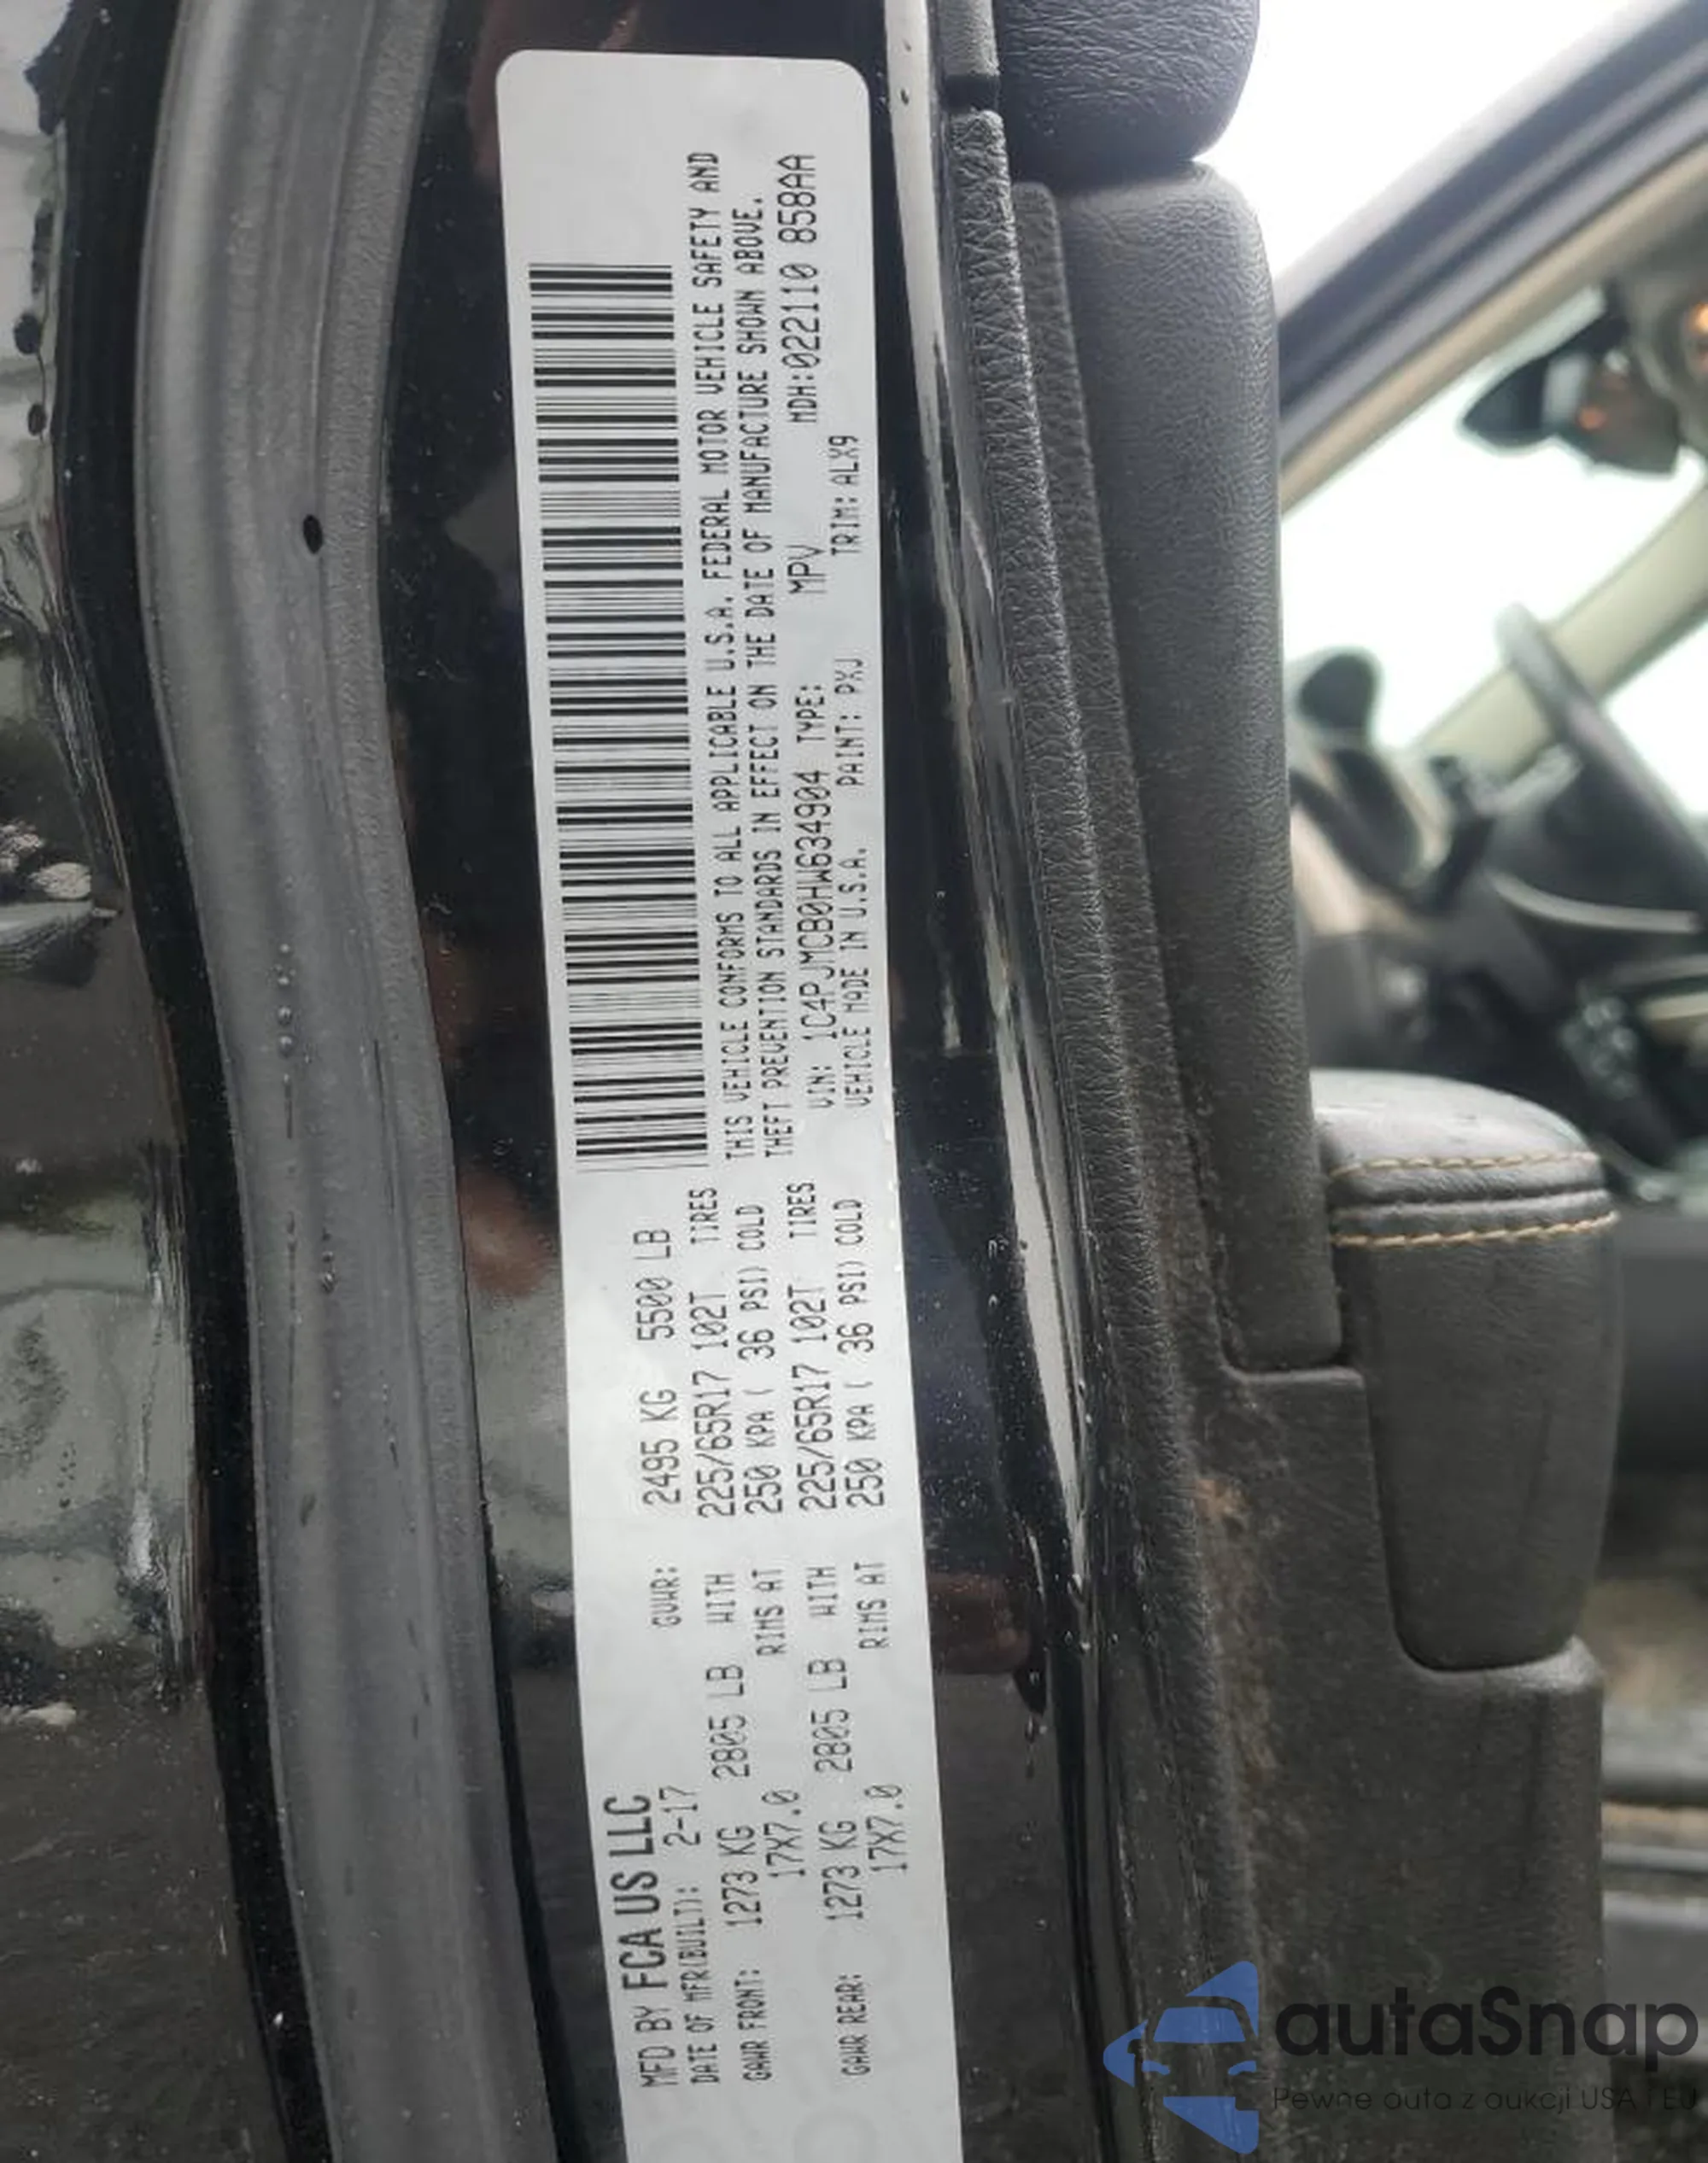 MFD BY FCA US LLC
DATE OF MFR(BUILT): 2-17 GVWR: 2495 KG 5500 LB
GAWR FRONT: 1273 KG 2805 LB WITH 225/65R17 102T TIRES
17X7.0 RIMS AT 250 KPA ( 36 PSI) COLD
GAWR REAR: 1273 KG 2805 LB WITH 225/65R17 102T TIRES
17X7.0 RIMS AT 250 KPA ( 36 PSI) COLD
THIS VEHICLE CONFORMS TO ALL APPLICABLE U.S.A. FEDERAL MOTOR VEHICLE SAFETY AND
THEFT PREVENTION STANDARDS IN EFFECT ON THE DATE OF MANUFACTURE SHOWN ABOVE.
VIN: 1C4PJMCB0HW634904 TYPE: MPV MDH:022110 858AA
VEHICLE MADE IN U.S.A. PAINT: PXJ TRIM: ALX9
autaSnap
Pewne auta z aukcji USA i EU